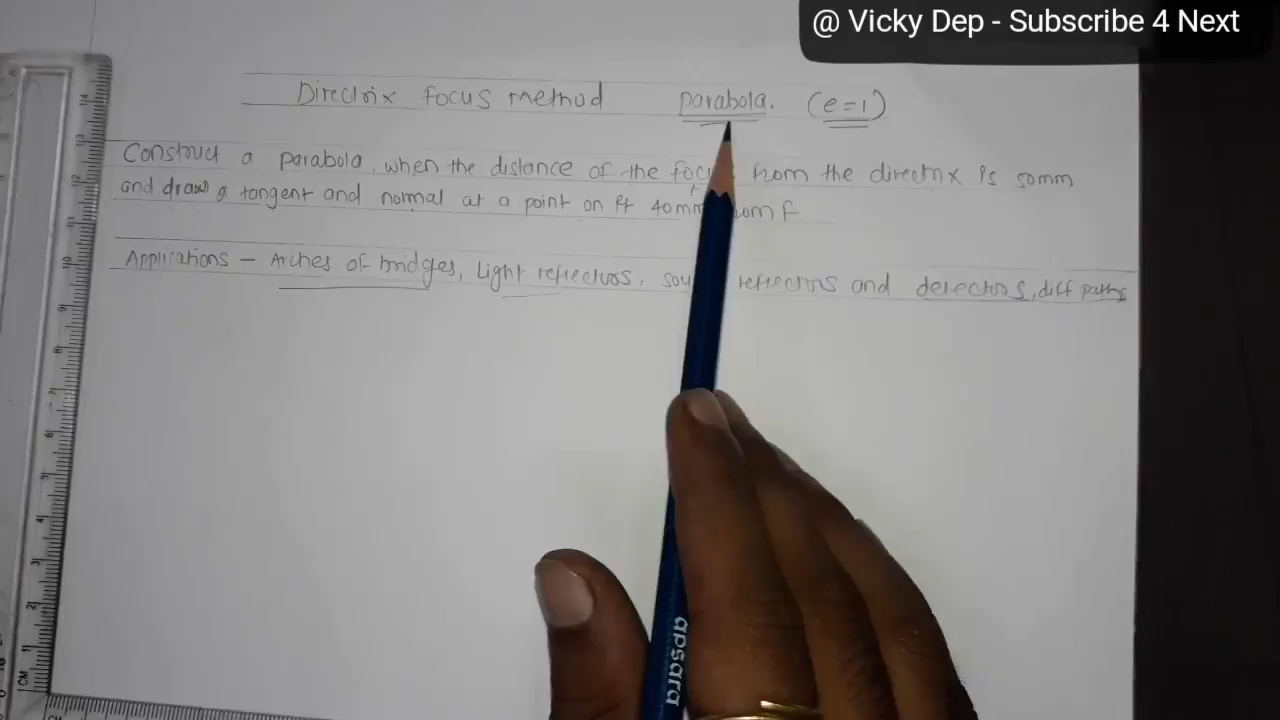 @ Vicky Dep - Subscribe 4 Next
Directrix focus method parabola. (e=1)
Construct a parabola, when the distance of the from the directrix is 50mm
and draw a tangent and normal at a point on it 40mm from F
Applications - Arches of bridges, Light reflectors, reflectors and detectors, diff paths
apsara
CM